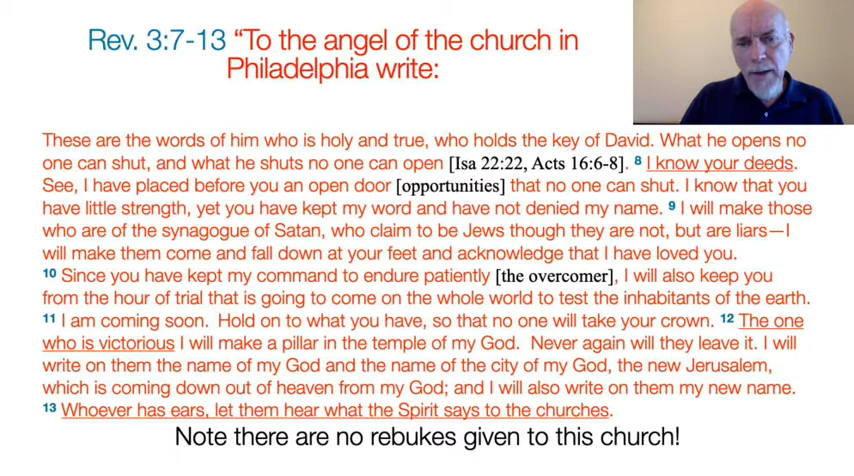 Rev. 3:7-13 “To the angel of the church in
Philadelphia write:
These are the words of him who is holy and true, who holds the key of David. What he opens no
one can shut, and what he shuts no one can open [Isa 22:22, Acts 16:6-8]. 8 I know your deeds.
See, I have placed before you an open door [opportunities] that no one can shut. I know that you
have little strength, yet you have kept my word and have not denied my name. 9 I will make those
who are of the synagogue of Satan, who claim to be Jews though they are not, but are liars—I
will make them come and fall down at your feet and acknowledge that I have loved you.
10 Since you have kept my command to endure patiently [the overcomer], I will also keep you
from the hour of trial that is going to come on the whole world to test the inhabitants of the earth.
11 I am coming soon. Hold on to what you have, so that no one will take your crown. 12 The one
who is victorious I will make a pillar in the temple of my God. Never again will they leave it. I will
write on them the name of my God and the name of the city of my God, the new Jerusalem,
which is coming down out of heaven from my God; and I will also write on them my new name.
13 Whoever has ears, let them hear what the Spirit says to the churches.
Note there are no rebukes given to this church!